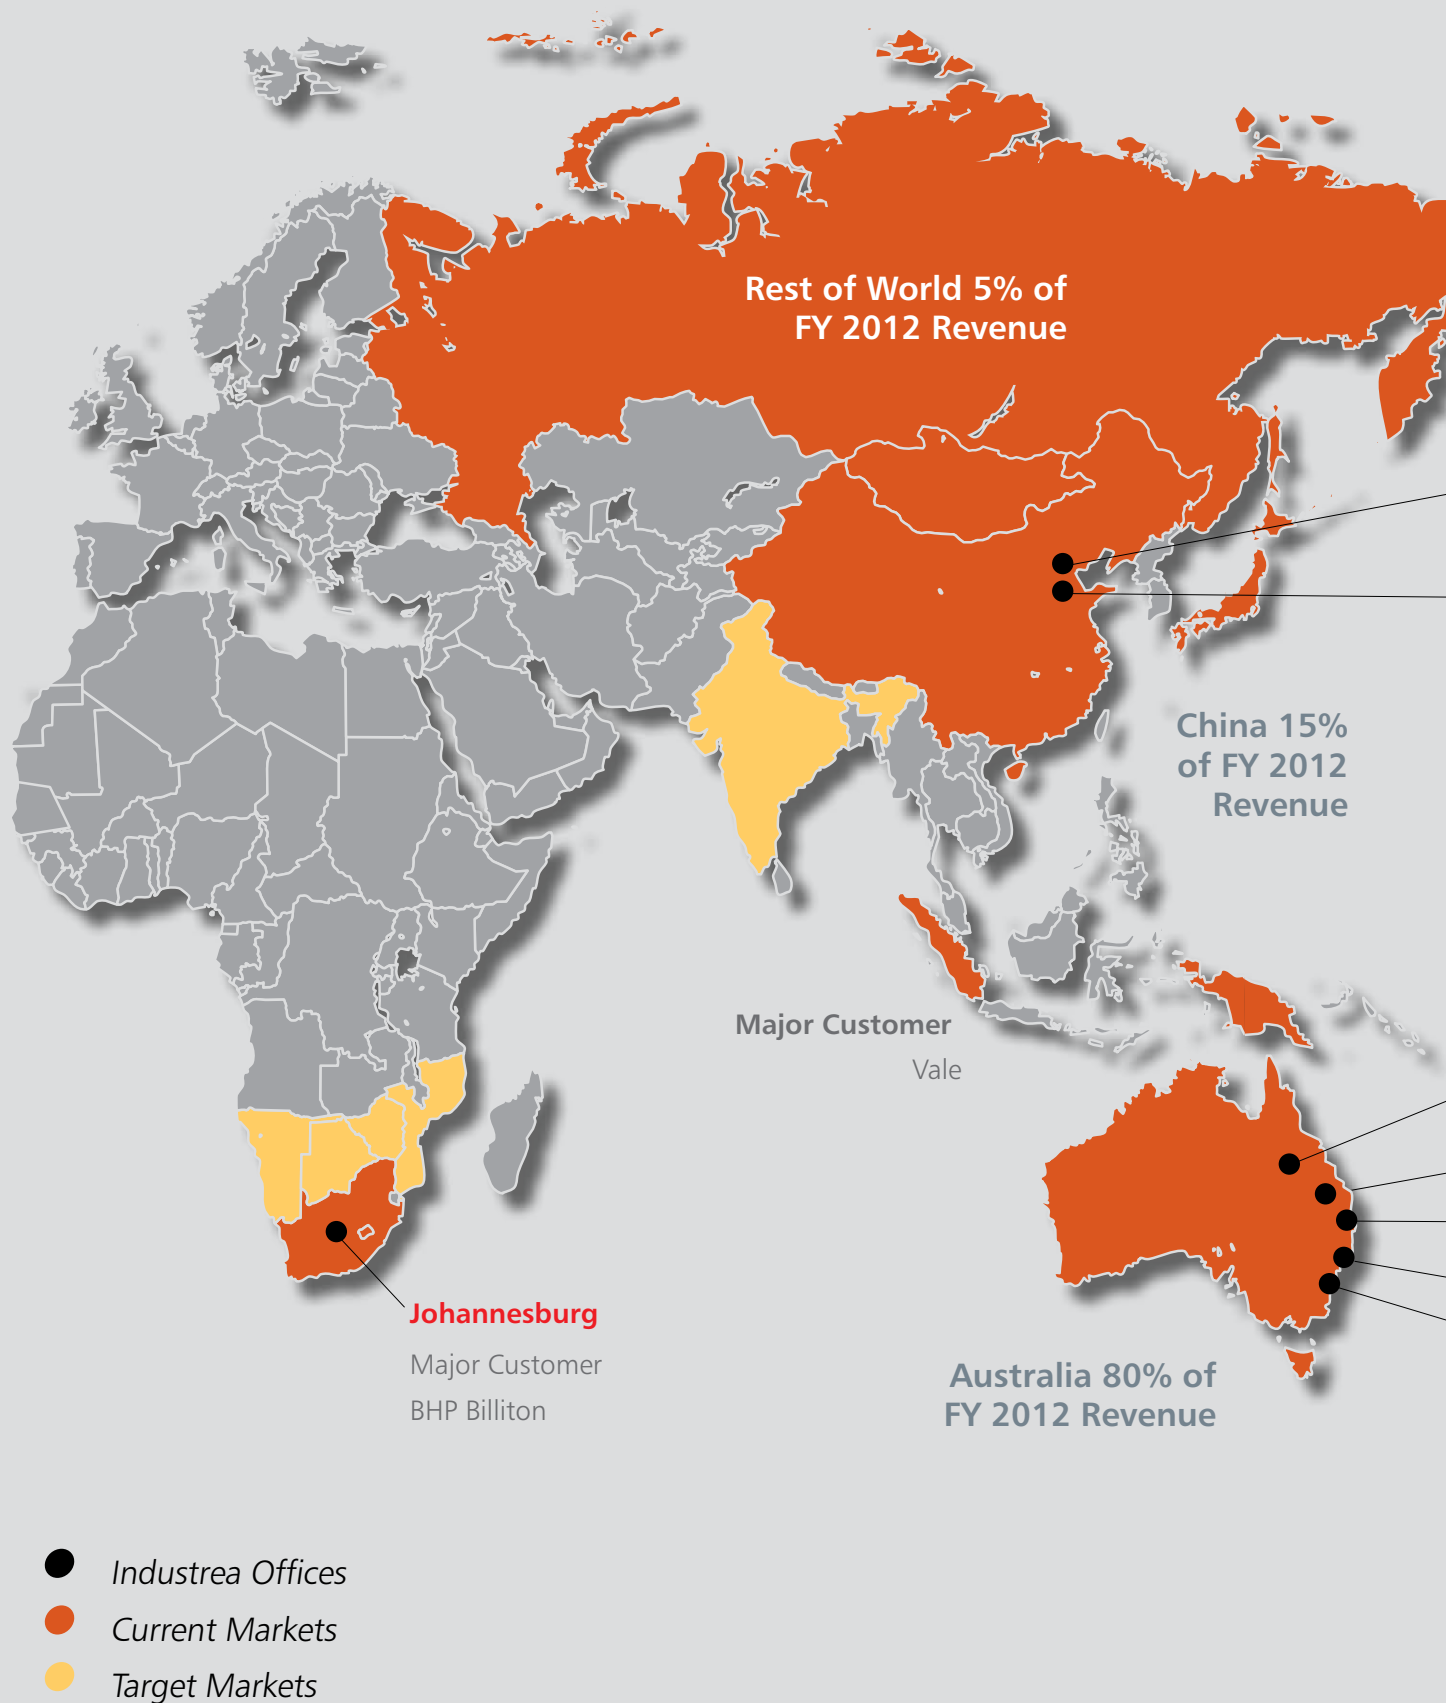 Rest of World 5% of
FY 2012 Revenue
China 15%
of FY 2012
Revenue
Major Customer
Vale
Johannesburg
Major Customer
BHP Billiton
Australia 80% of
FY 2012 Revenue
Industrea Offices
Current Markets
Target Markets